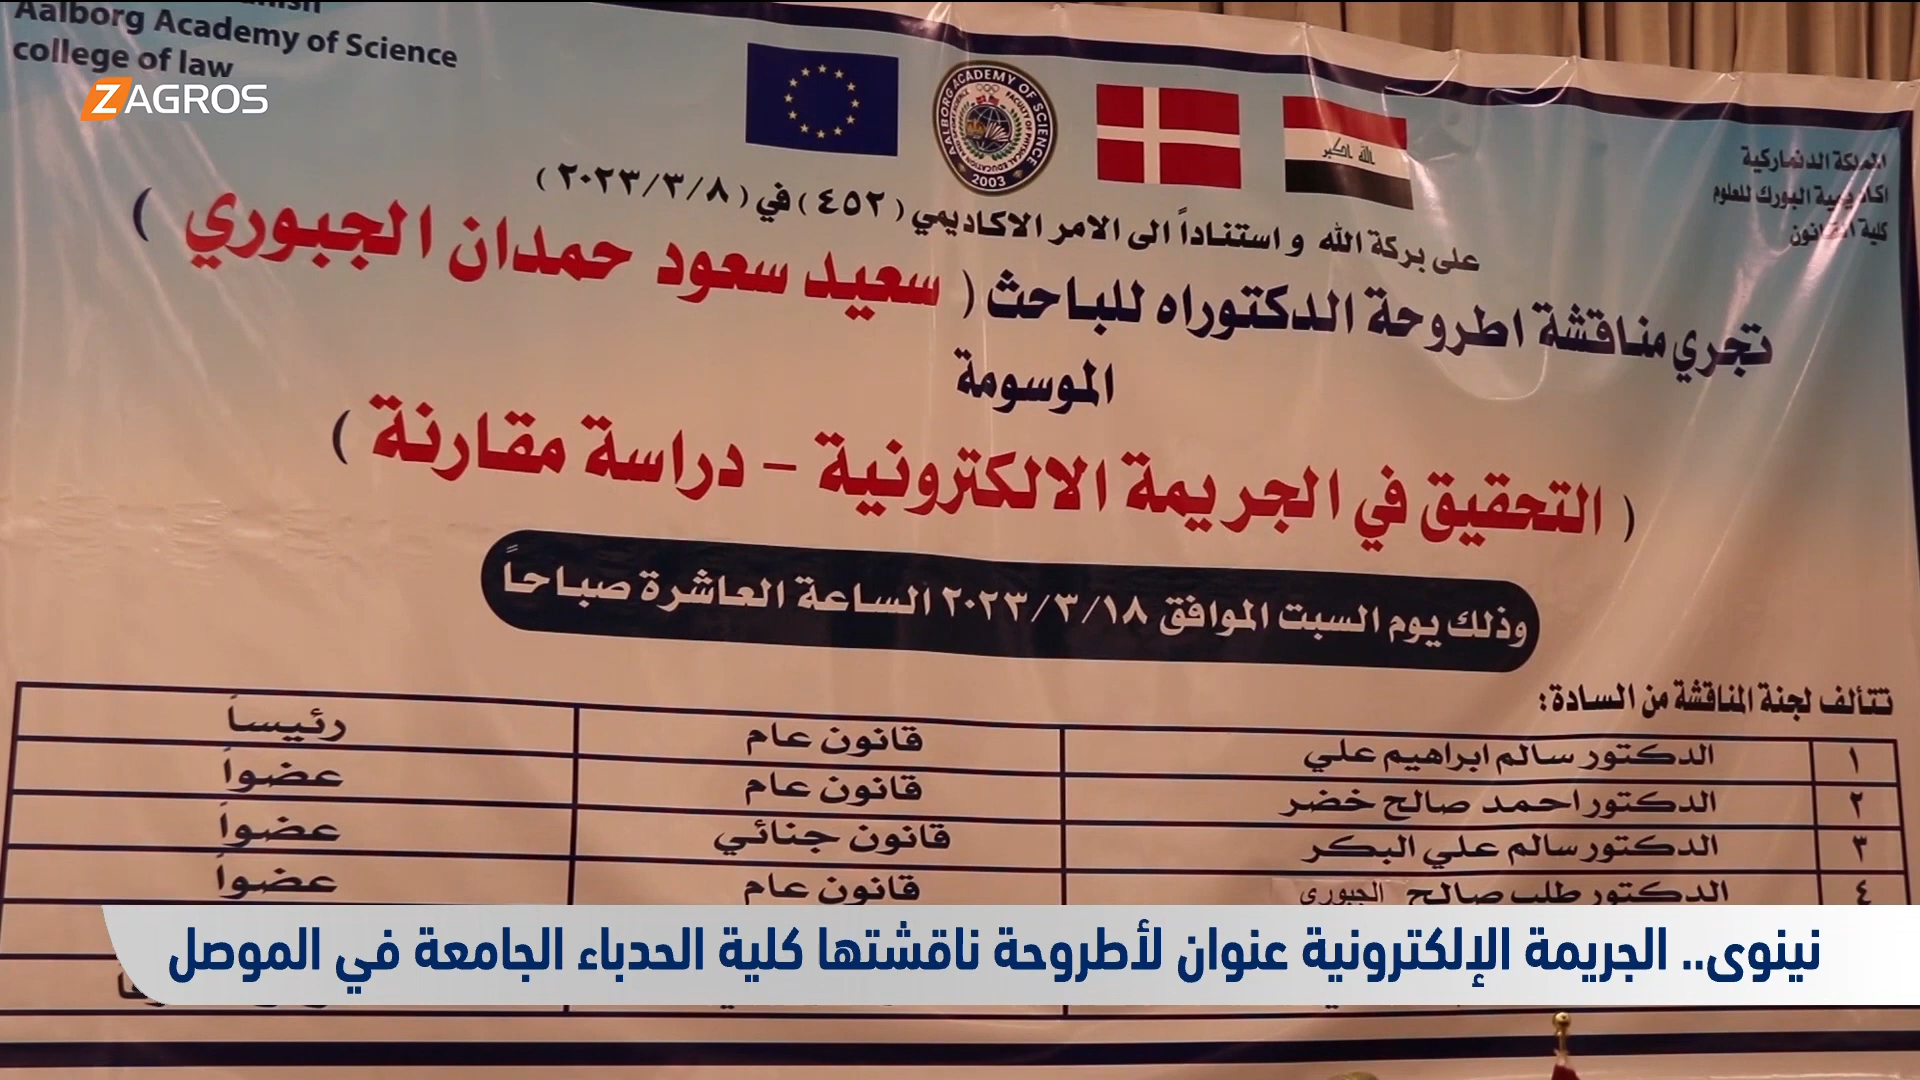 Aalborg Academy of Science
college of law
ZAGROS
AALBORG ACADEMY OF SCIENCE
2003
الله اكبر
المملكة الدنماركية
اكاديمية البورك للعلوم
كلية القانون
على بركة الله واستناداً الى الامر الاكاديمي (٤٥٢) في (٢٠٢٣/٣/٨)
تجري مناقشة اطروحة الدكتوراه للباحث ( سعيد سعود حمدان الجبوري )
الموسومة
( التحقيق في الجريمة الالكترونية - دراسة مقارنة )
وذلك يوم السبت الموافق ٢٠٢٣/٣/١٨ الساعة العاشرة صباحاً
تتألف لجنة المناقشة من السادة:
١ الدكتور سالم ابراهيم علي قانون عام رئيساً
٢ الدكتور احمد صالح خضر قانون عام عضواً
٣ الدكتور سالم علي البكر قانون جنائي عضواً
٤ الدكتور طلب صالح الجبوري قانون عام عضواً
نينوى.. الجريمة الإلكترونية عنوان لأطروحة ناقشتها كلية الحدباء الجامعة في الموصل